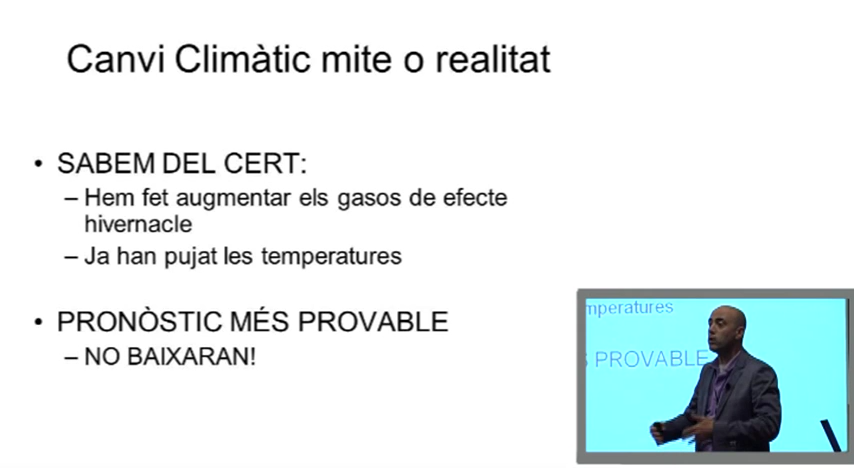 Canvi Climàtic mite o realitat
• SABEM DEL CERT:
– Hem fet augmentar els gasos de efecte
hivernacle
– Ja han pujat les temperatures
• PRONÒSTIC MÉS PROVABLE
– NO BAIXARAN!
mperatures
S PROVABLE